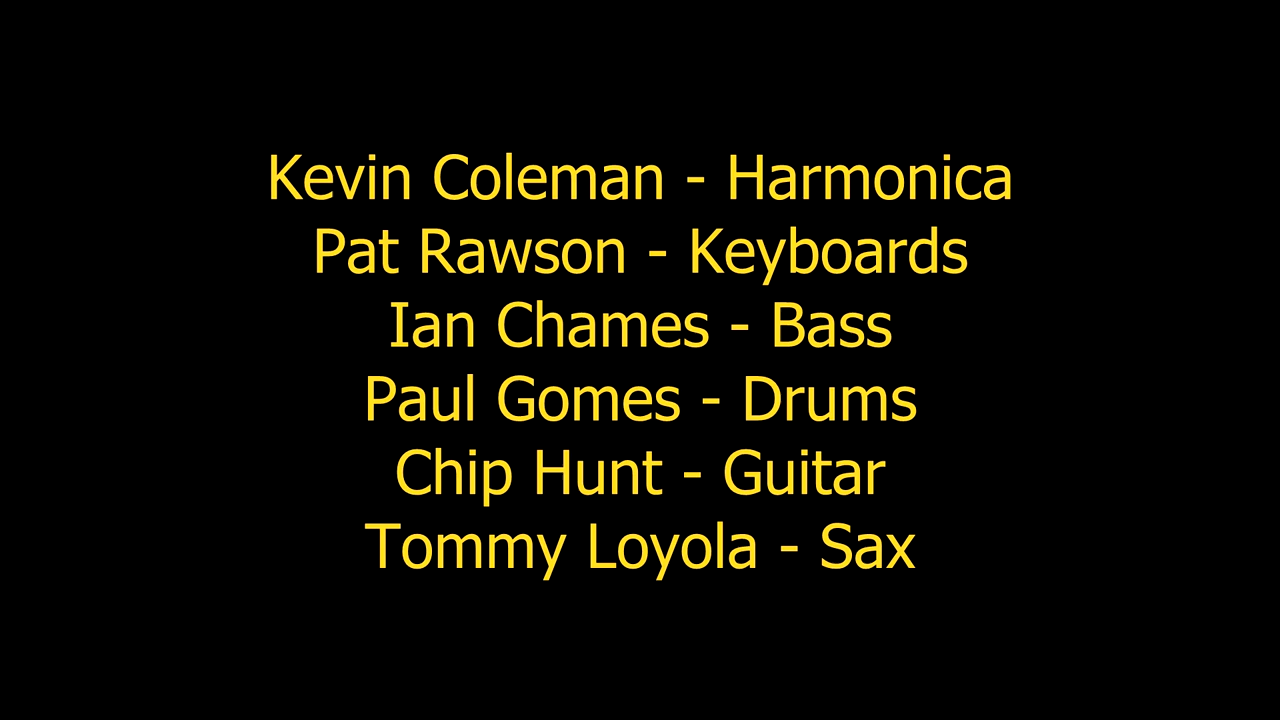 Kevin Coleman - Harmonica
Pat Rawson - Keyboards
Ian Chames - Bass
Paul Gomes - Drums
Chip Hunt - Guitar
Tommy Loyola - Sax